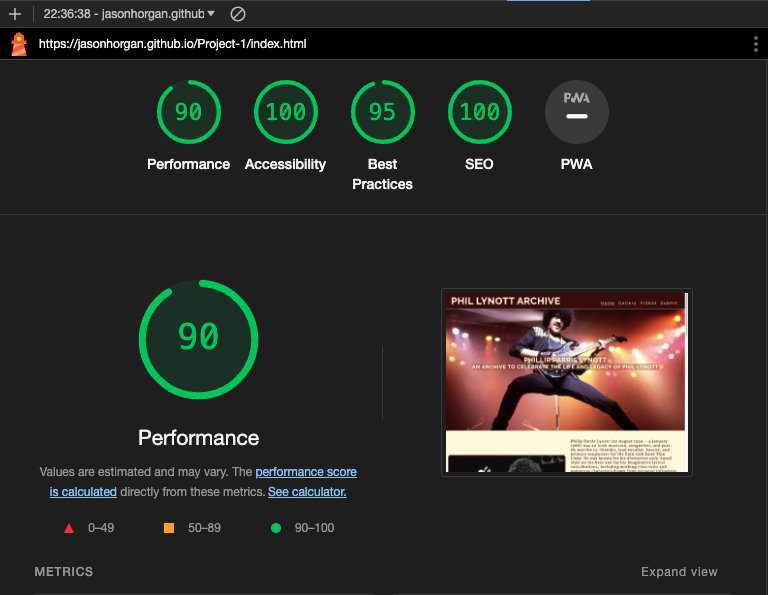 22:36:38 - jasonhorgan.github
https://jasonhorgan.github.io/Project-1/index.html
90 100 95 100 PWA
Performance Accessibility Best Practices SEO PWA
90
Performance
Values are estimated and may vary. The performance score
is calculated directly from these metrics. See calculator.
0–49 50–89 90–100
METRICS Expand view
PHIL LYNOTT ARCHIVE Home Gallery Videos Submit
PHILLIP PARRIS LYNOTT
AN ARCHIVE TO CELEBRATE THE LIFE AND LEGACY OF PHIL LYNOTT